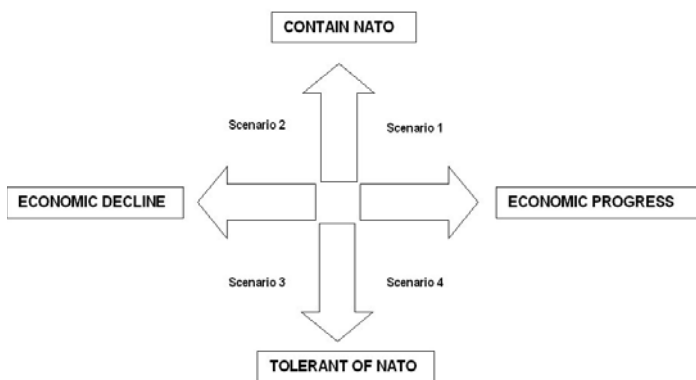 CONTAIN NATO
Scenario 2
Scenario 1
ECONOMIC DECLINE
ECONOMIC PROGRESS
Scenario 3
Scenario 4
TOLERANT OF NATO